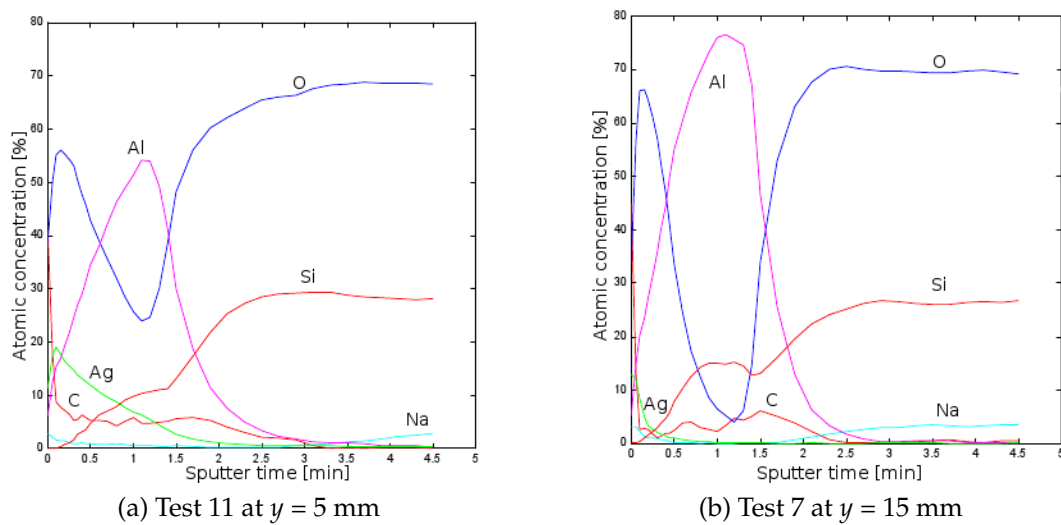 80
70
60
50
40
30
20
10
0
Atomic concentration [%]
O
Al
Si
Ag
C
Na
0 0.5 1 1.5 2 2.5 3 3.5 4 4.5 5
Sputter time [min]
(a) Test 11 at y = 5 mm
80
70
60
50
40
30
20
10
0
Atomic concentration [%]
O
Al
Si
C
Ag
Na
0 0.5 1 1.5 2 2.5 3 3.5 4 4.5 5
Sputter time [min]
(b) Test 7 at y = 15 mm